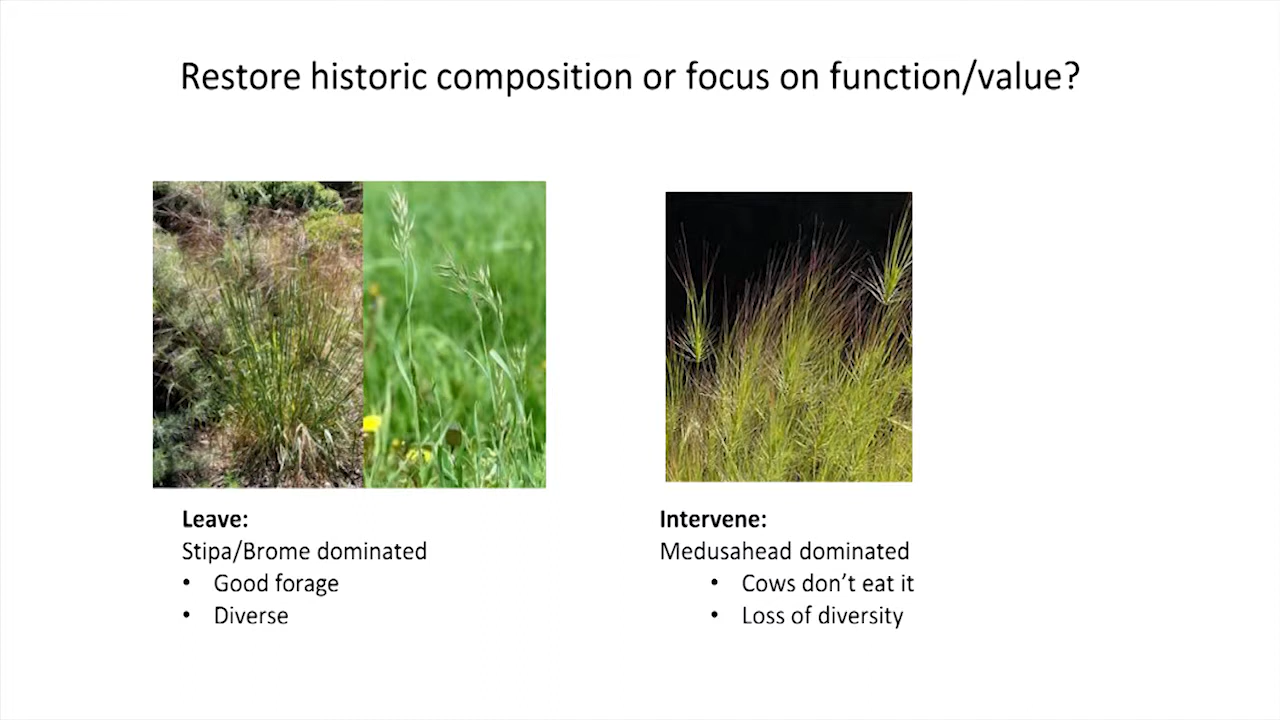 Restore historic composition or focus on function/value?
Leave:
Stipa/Brome dominated
• Good forage
• Diverse
Intervene:
Medusahead dominated
• Cows don't eat it
• Loss of diversity